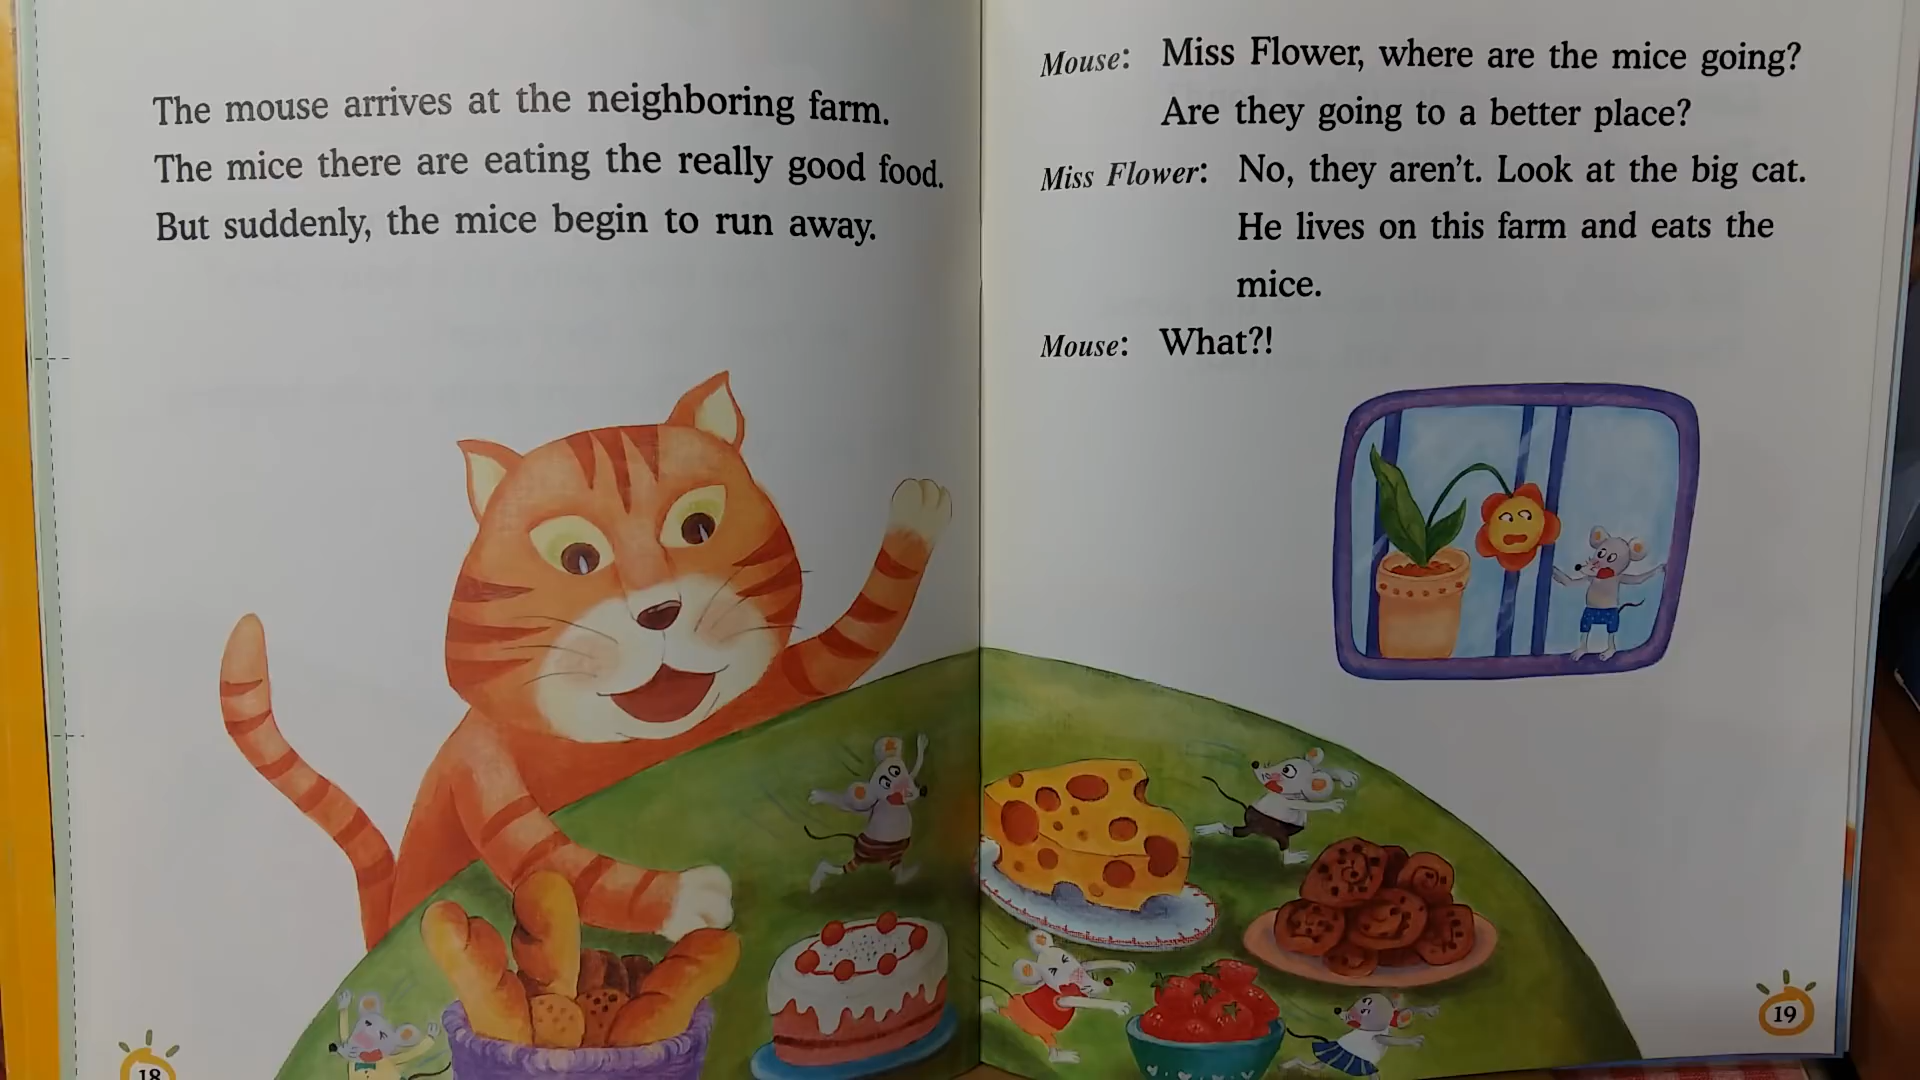 The mouse arrives at the neighboring farm.
The mice there are eating the really good food.
But suddenly, the mice begin to run away.
18
Mouse: Miss Flower, where are the mice going?
Are they going to a better place?
Miss Flower: No, they aren't. Look at the big cat.
He lives on this farm and eats the
mice.
Mouse: What?!
19